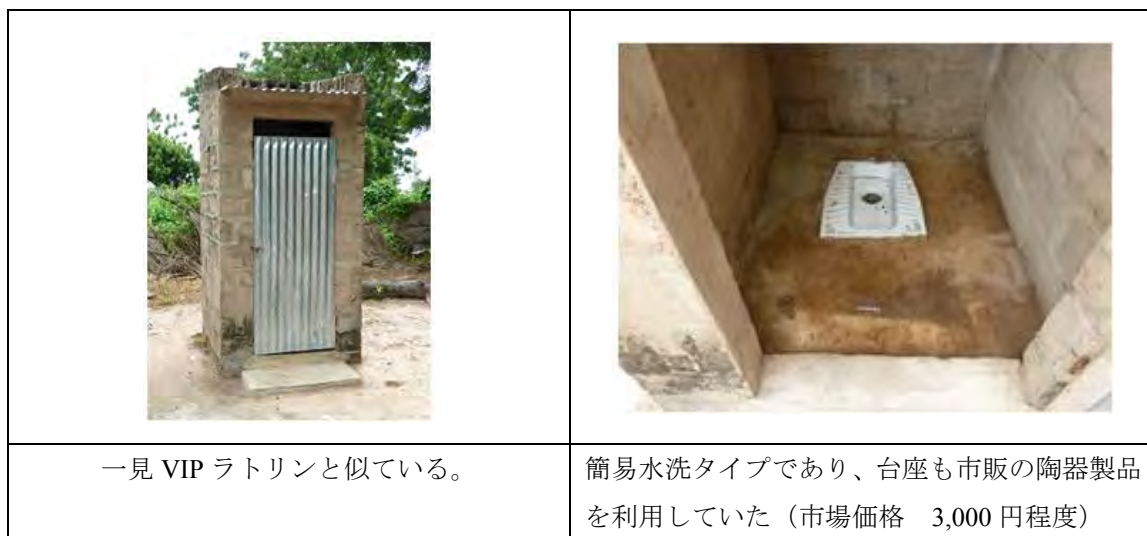 一見 VIP ラトリンと似ている。
簡易水洗タイプであり、台座も市販の陶器製品
を利用していた（市場価格　3,000 円程度）